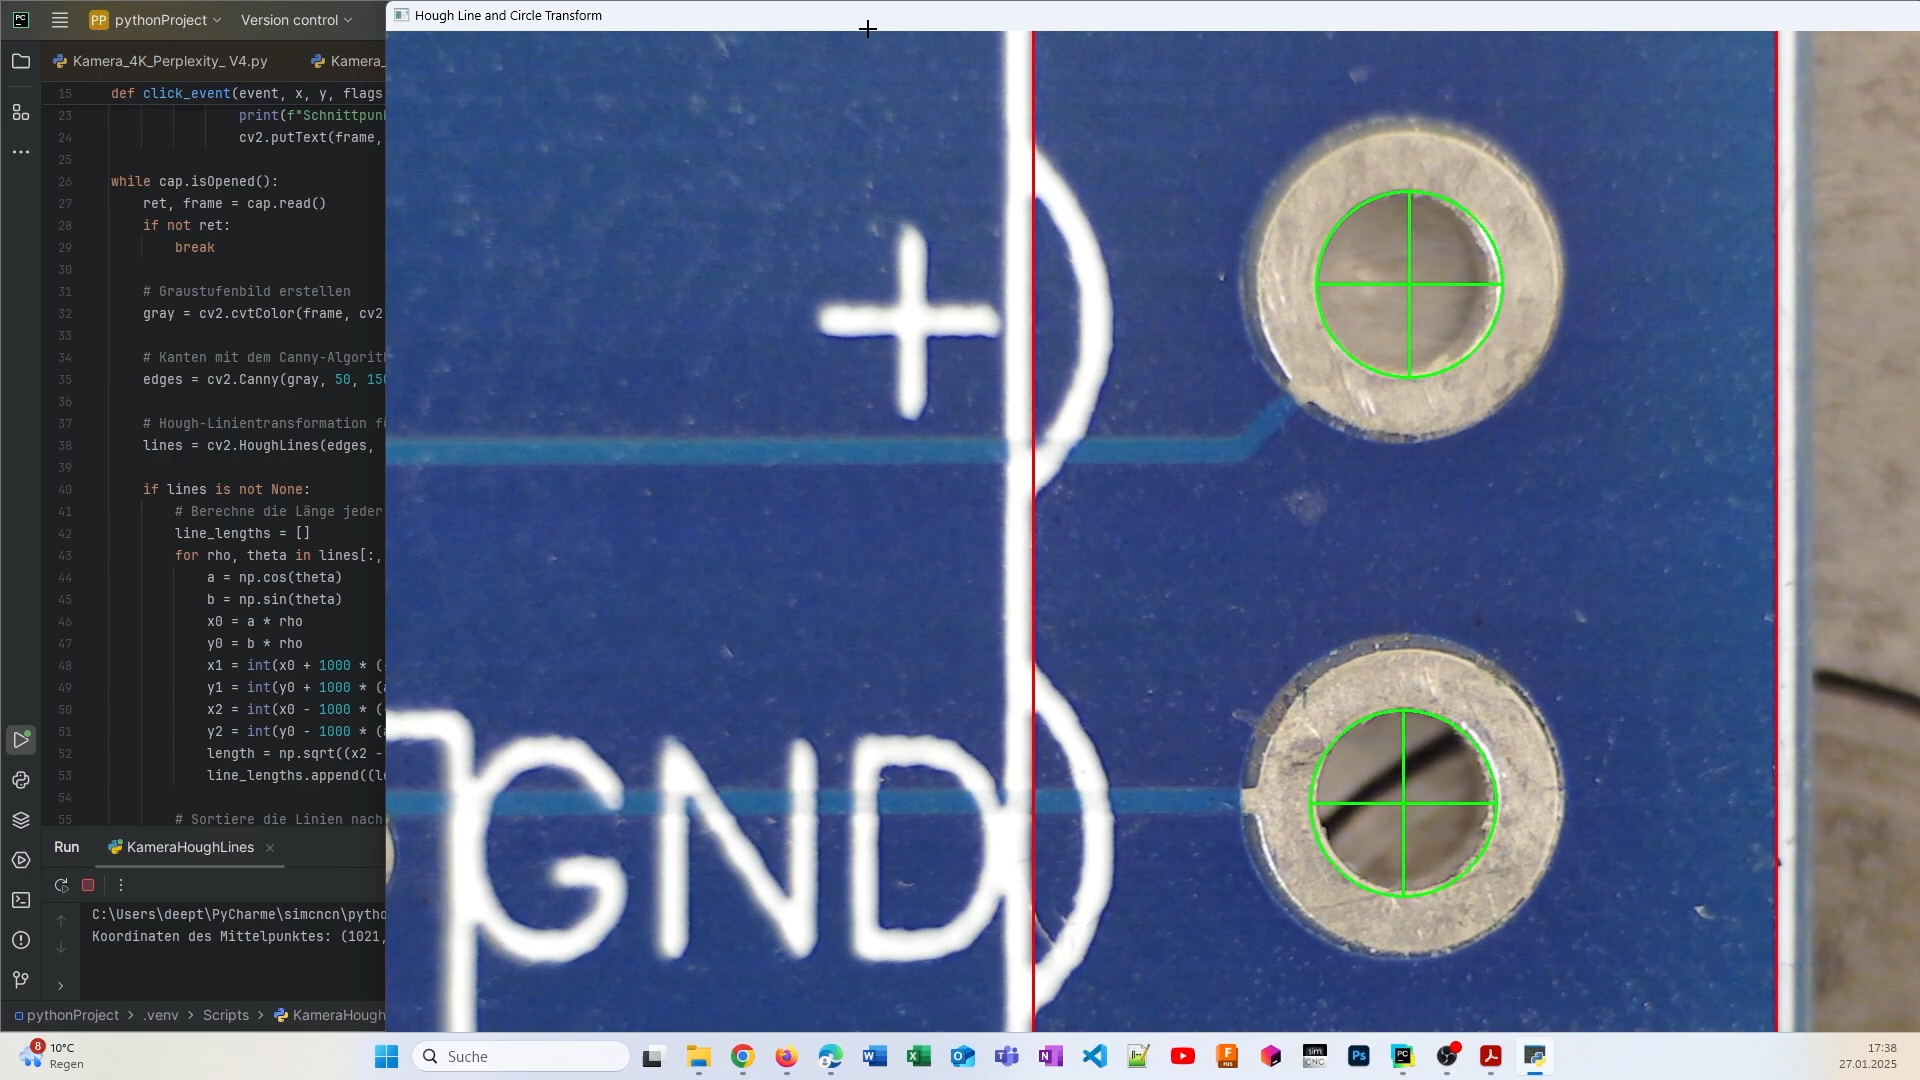 PP pythonProject Version control
Hough Line and Circle Transform
Kamera_4K_Perplexity_ V4.py Kamera_
15 def click_event(event, x, y, flags
23 print(f"Schnittpun
24 cv2.putText(frame,
25
26 while cap.isOpened():
27 ret, frame = cap.read()
28 if not ret:
29 break
30
31 # Graustufenbild erstellen
32 gray = cv2.cvtColor(frame, cv2
33
34 # Kanten mit dem Canny-Algorit
35 edges = cv2.Canny(gray, 50, 150
36
37 # Hough-Linientransformation f
38 lines = cv2.HoughLines(edges,
39
40 if lines is not None:
41 # Berechne die Länge jeder
42 line_lengths = []
43 for rho, theta in lines[:,
44 a = np.cos(theta)
45 b = np.sin(theta)
46 x0 = a * rho
47 y0 = b * rho
48 x1 = int(x0 + 1000 * (
49 y1 = int(y0 + 1000 * (a
50 x2 = int(x0 - 1000 * (
51 y2 = int(y0 - 1000 * (a
52 length = np.sqrt((x2 -
53 line_lengths.append((l
54
55 # Sortiere die Linien nach
+
GND
Run KameraHoughLines
C:\Users\deept\PyCharme\simcncn\pytho
Koordinaten des Mittelpunktes: (1021,
pythonProject > .venv > Scripts > KameraHough
8 10°C
Regen
Suche
17:38
27.01.2025